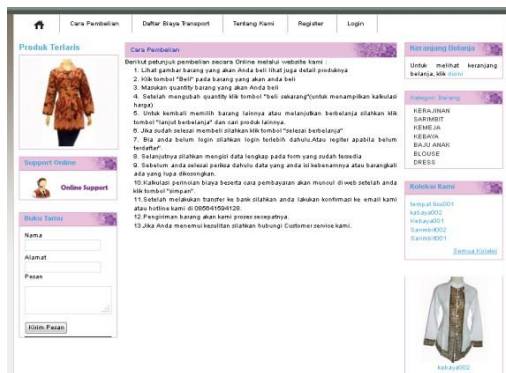 Cara Pembelian
Daftar Biaya Transport
Tentang Kami
Register
Login
Produk Terlaris
Support Online
Online Support
Buku Tamu
Nama
Alamat
Pesan
Kirim Pesan
Cara Pembelian
Berikut petunjuk pembelian secara Online melalui website kami :
1. Lihat gambar barang yang akan Anda beli lihat juga detail produknya
2. Klik tombol "Beli" pada barang yang akan anda beli
3. Masukan quantity barang yang akan Anda beli
4. Setelah mengubah quantity klik tombol "beli sekarang"(untuk menampilkan kalkulasi
harga)
5. Untuk kembali memilih barang lainnya atau melanjutkan berbelanja silahkan klik
tombol "lanjut berbelanja" dan cari produk lainnya.
6. Jika sudah selesai membeli silahkan klik tombol "selesai berbelanja"
7. Bia anda belum login silahkan login terlebih dahulu.Atau regiter apabila belum
terdaftar".
8. Selanjutnya silahkan mengisi data lengkap pada form yang sudah tersedia
9. Sebelum anda selesai periksa dahulu data yang anda isi kebenarnnya atau barangkali
ada yang lupa dikosongkan.
10.Kalkulasi perincian biaya beserta cara pembayaran akan muncul di web setelah anda
klik tombol "simpan".
11.Setelah melakukan transfer ke bank silahkan anda lakukan konfirmasi ke email kami
atau hotline kami di 085641694128.
12.Pengiriman barang akan kami proses secepatnya.
13.Jika Anda menemui kesulitan silahkan hubungi Customer service kami.
Keranjang Belanja
Untuk melihat keranjang
belanja, klik disini
Kategori Barang
KERAJINAN
SARIMBIT
KEMEJA
KEBAYA
BAJU ANAK
BLOUSE
DRESS
Koleksi Kami
tempat tisu001
kebaya002
Kebaya001
Sarimbit002
Sarimbit001
Semua Koleksi
kebaya002